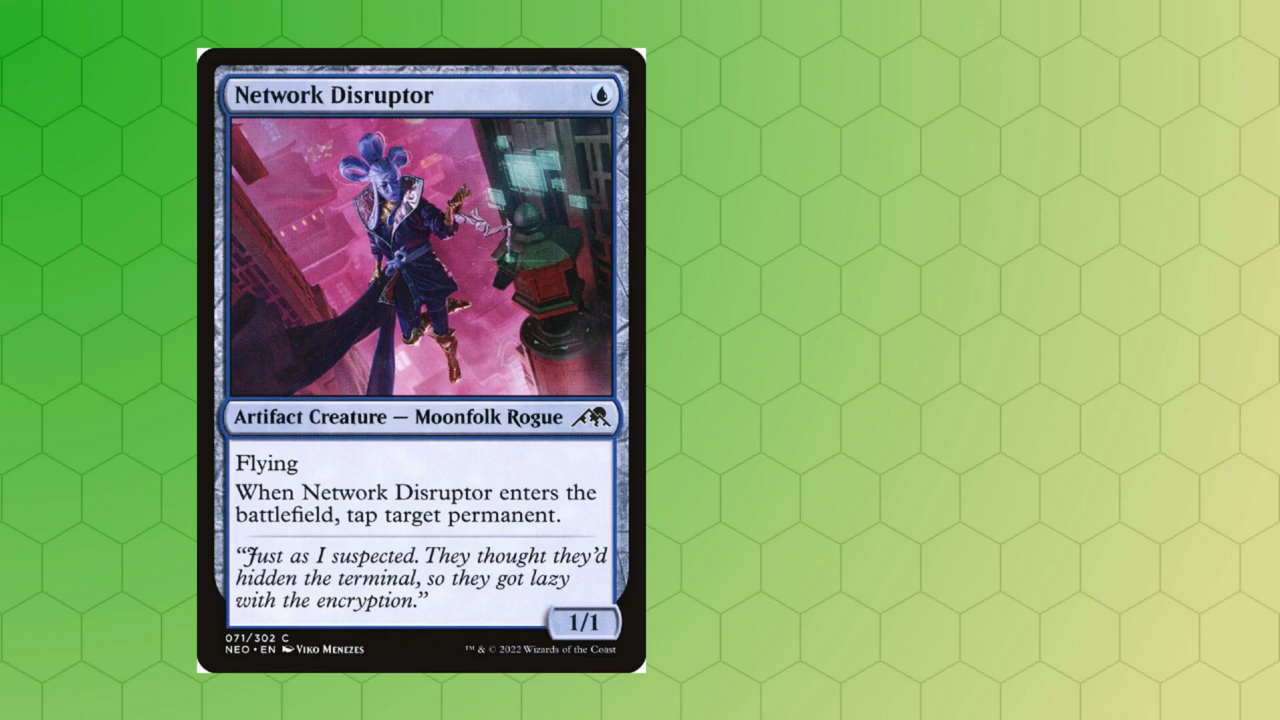 Network Disruptor
Artifact Creature — Moonfolk Rogue
Flying
When Network Disruptor enters the
battlefield, tap target permanent.
“Just as I suspected. They thought they’d
hidden the terminal, so they got lazy
with the encryption.”
1/1
071/302 C
NEO • EN VIKO MENEZES
™ & © 2022 Wizards of the Coast